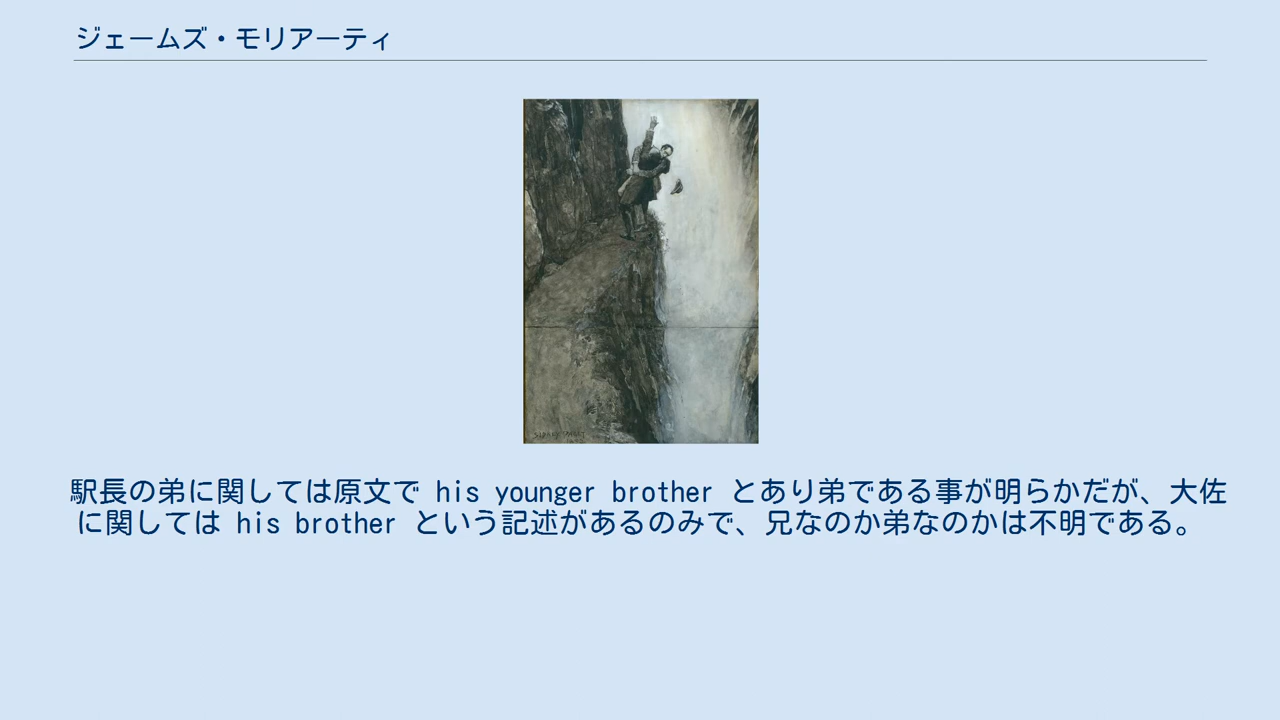 ジェームズ・モリアーティ
SIDNEY PAGET
駅長の弟に関しては原文で his younger brother とあり弟である事が明らかだが、大佐
に関しては his brother という記述があるのみで、兄なのか弟なのかは不明である。